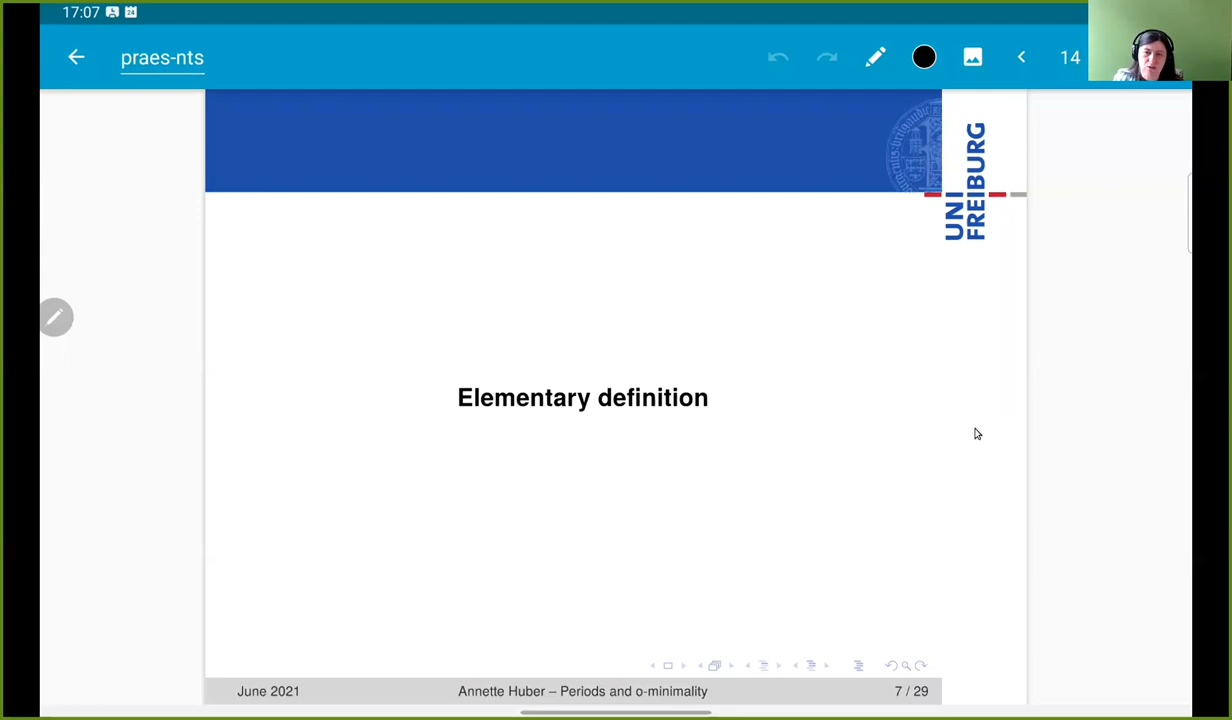 17:07
praes-nts
14
UNI
FREIBURG
Elementary definition
June 2021
Annette Huber – Periods and o-minimality
7 / 29